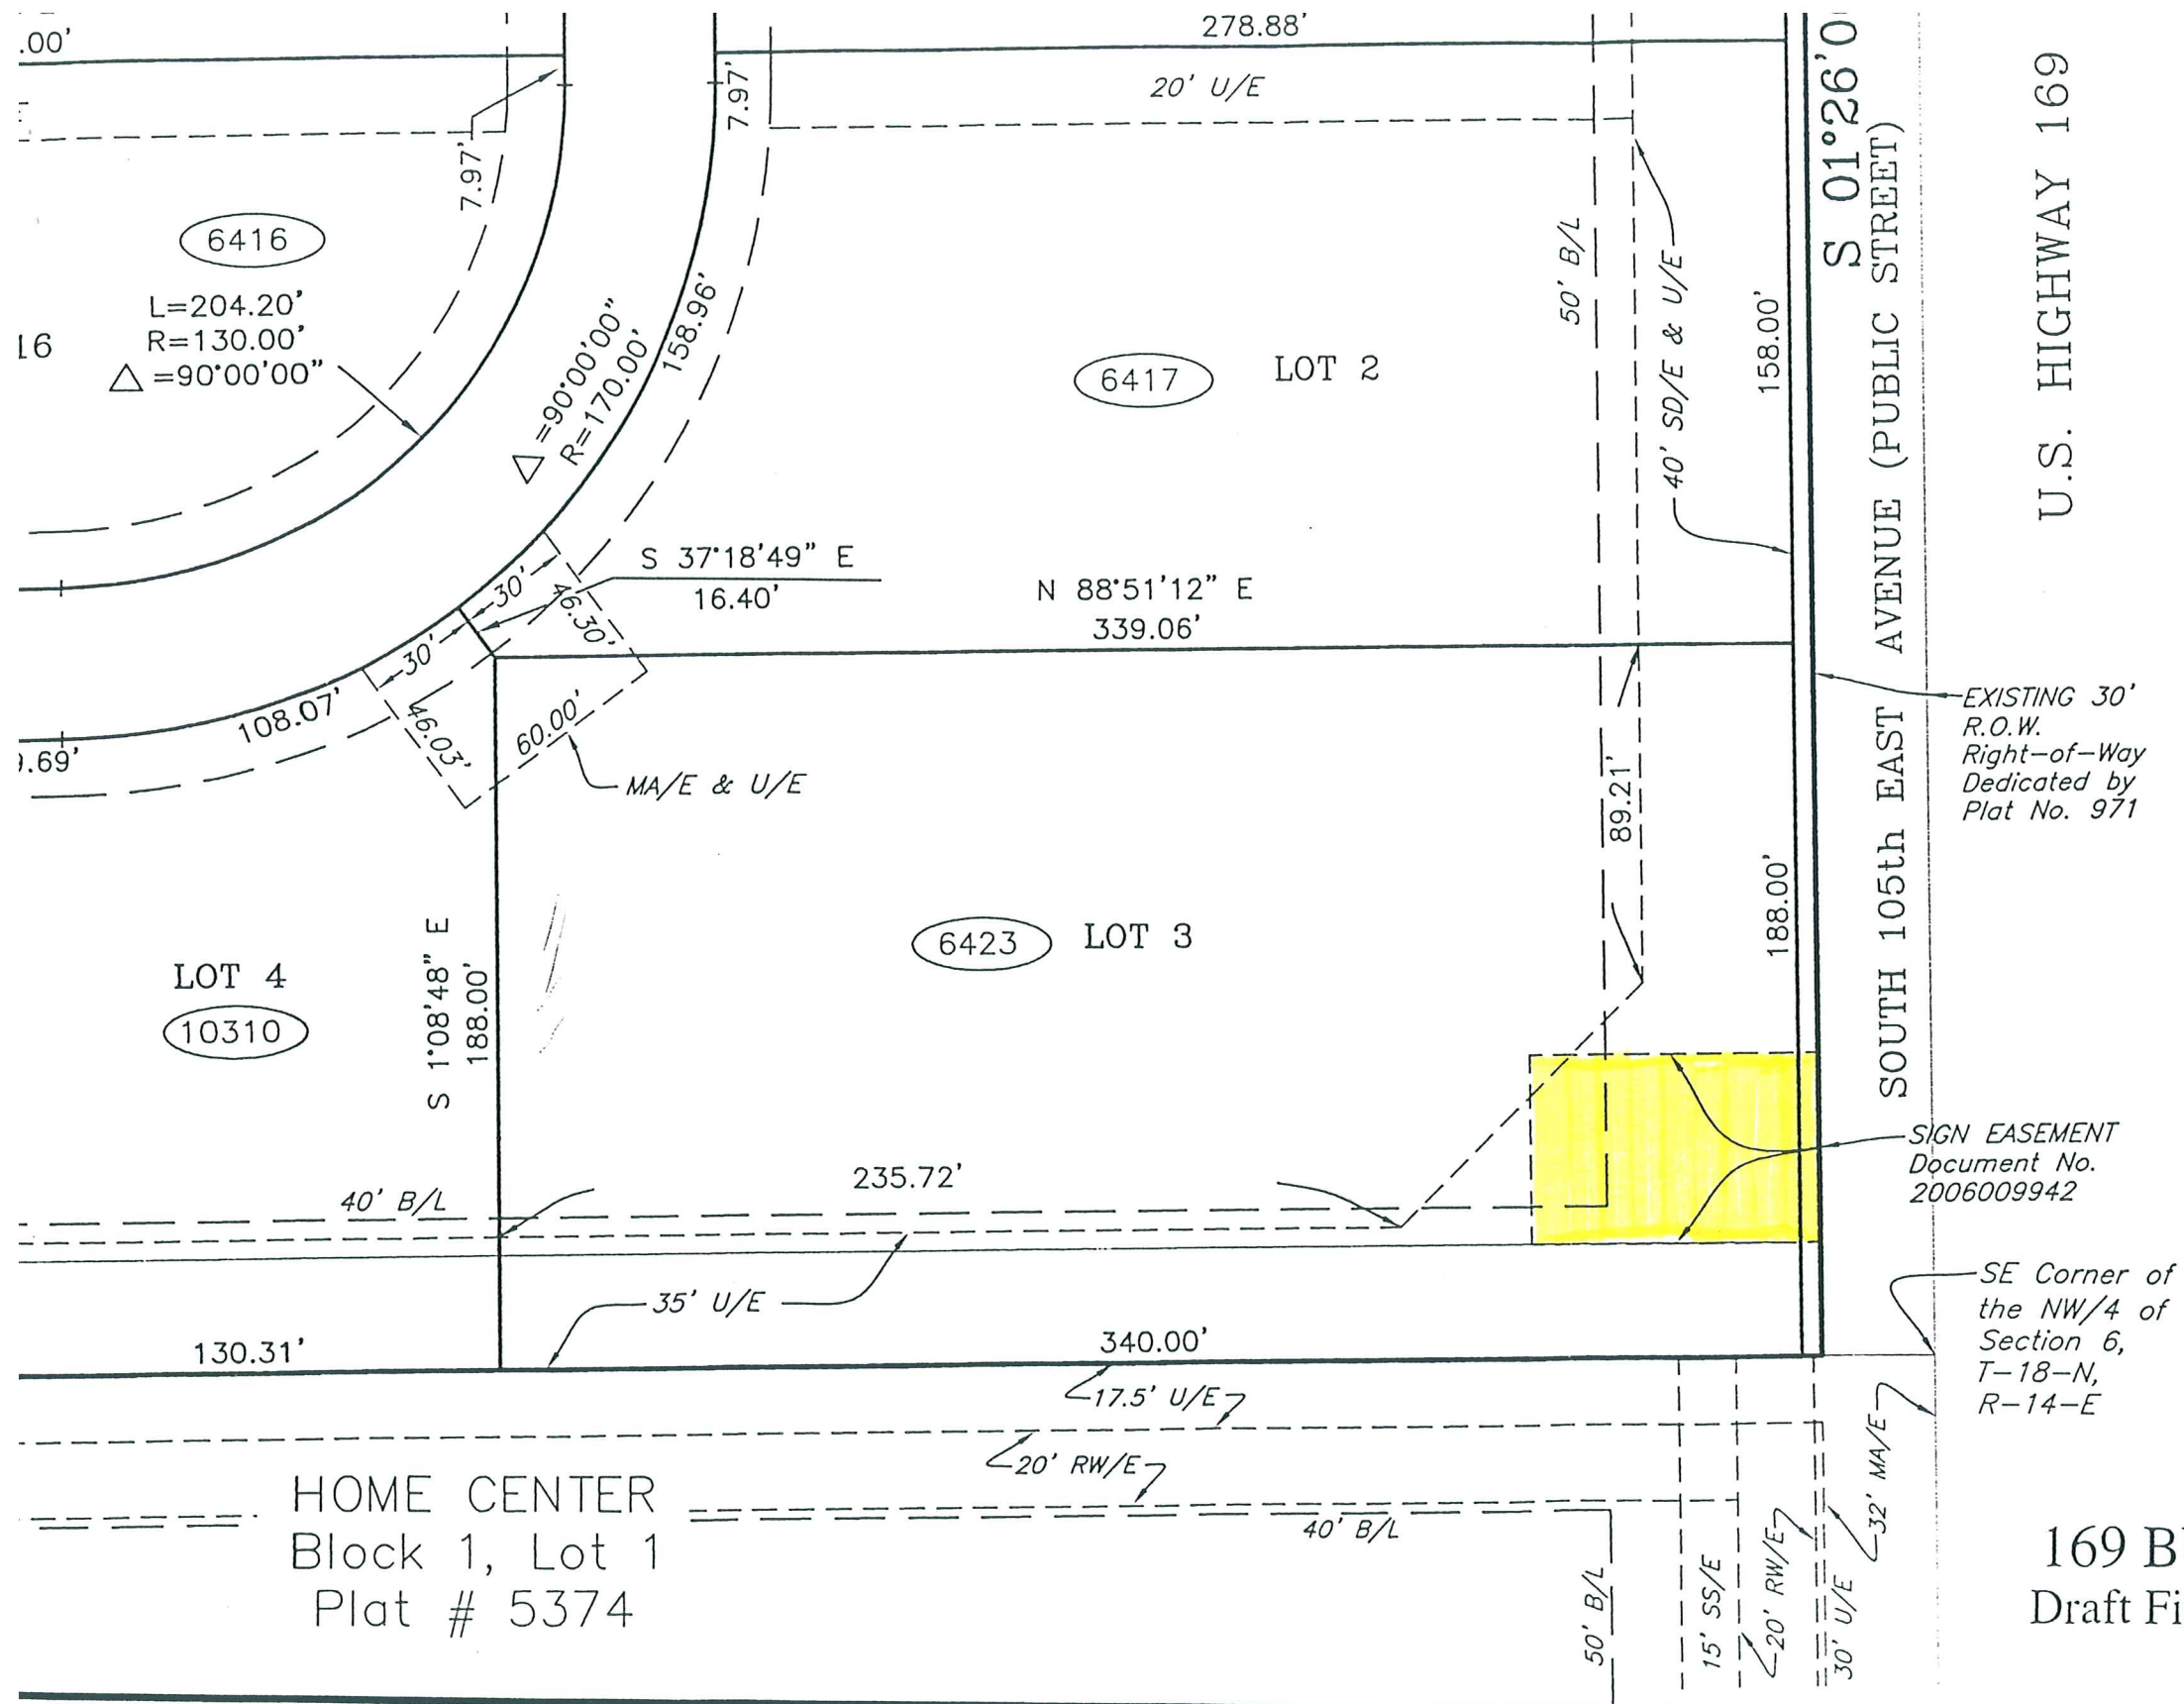 .00'
278.88'
20' U/E
7.97'
7.97'
S 01°26'0
U.S. HIGHWAY 169
SOUTH 105th EAST AVENUE (PUBLIC STREET)
6416
L=204.20'
R=130.00'
△ =90°00'00"
16
△ =90°00'00"
R=170.00'
158.96'
6417
LOT 2
50' B/L
40' SD/E & U/E
158.00'
S 37°18'49" E
16.40'
N 88°51'12" E
339.06'
30'
30'
46.30'
46.03'
60.00'
MA/E & U/E
108.07'
9.69'
EXISTING 30'
R.O.W.
Right-of-Way
Dedicated by
Plat No. 971
89.21'
188.00'
6423
LOT 3
LOT 4
10310
S 1°08'48" E
188.00'
235.72'
40' B/L
SIGN EASEMENT
Document No.
2006009942
35' U/E
130.31'
340.00'
SE Corner of
the NW/4 of
Section 6,
T-18-N,
R-14-E
17.5' U/E
20' RW/E
HOME CENTER
Block 1, Lot 1
Plat # 5374
40' B/L
50' B/L
15' SS/E
20' RW/E
30' U/E
32' MA/E
169 B
Draft Fi